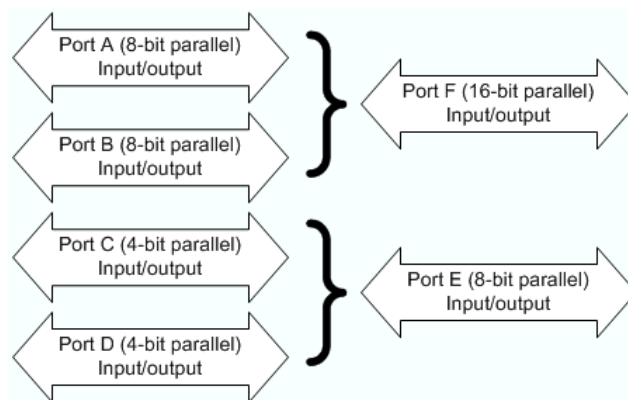 Port A (8-bit parallel)
Input/output
Port B (8-bit parallel)
Input/output
Port C (4-bit parallel)
Input/output
Port D (4-bit parallel)
Input/output
Port F (16-bit parallel)
Input/output
Port E (8-bit parallel)
Input/output